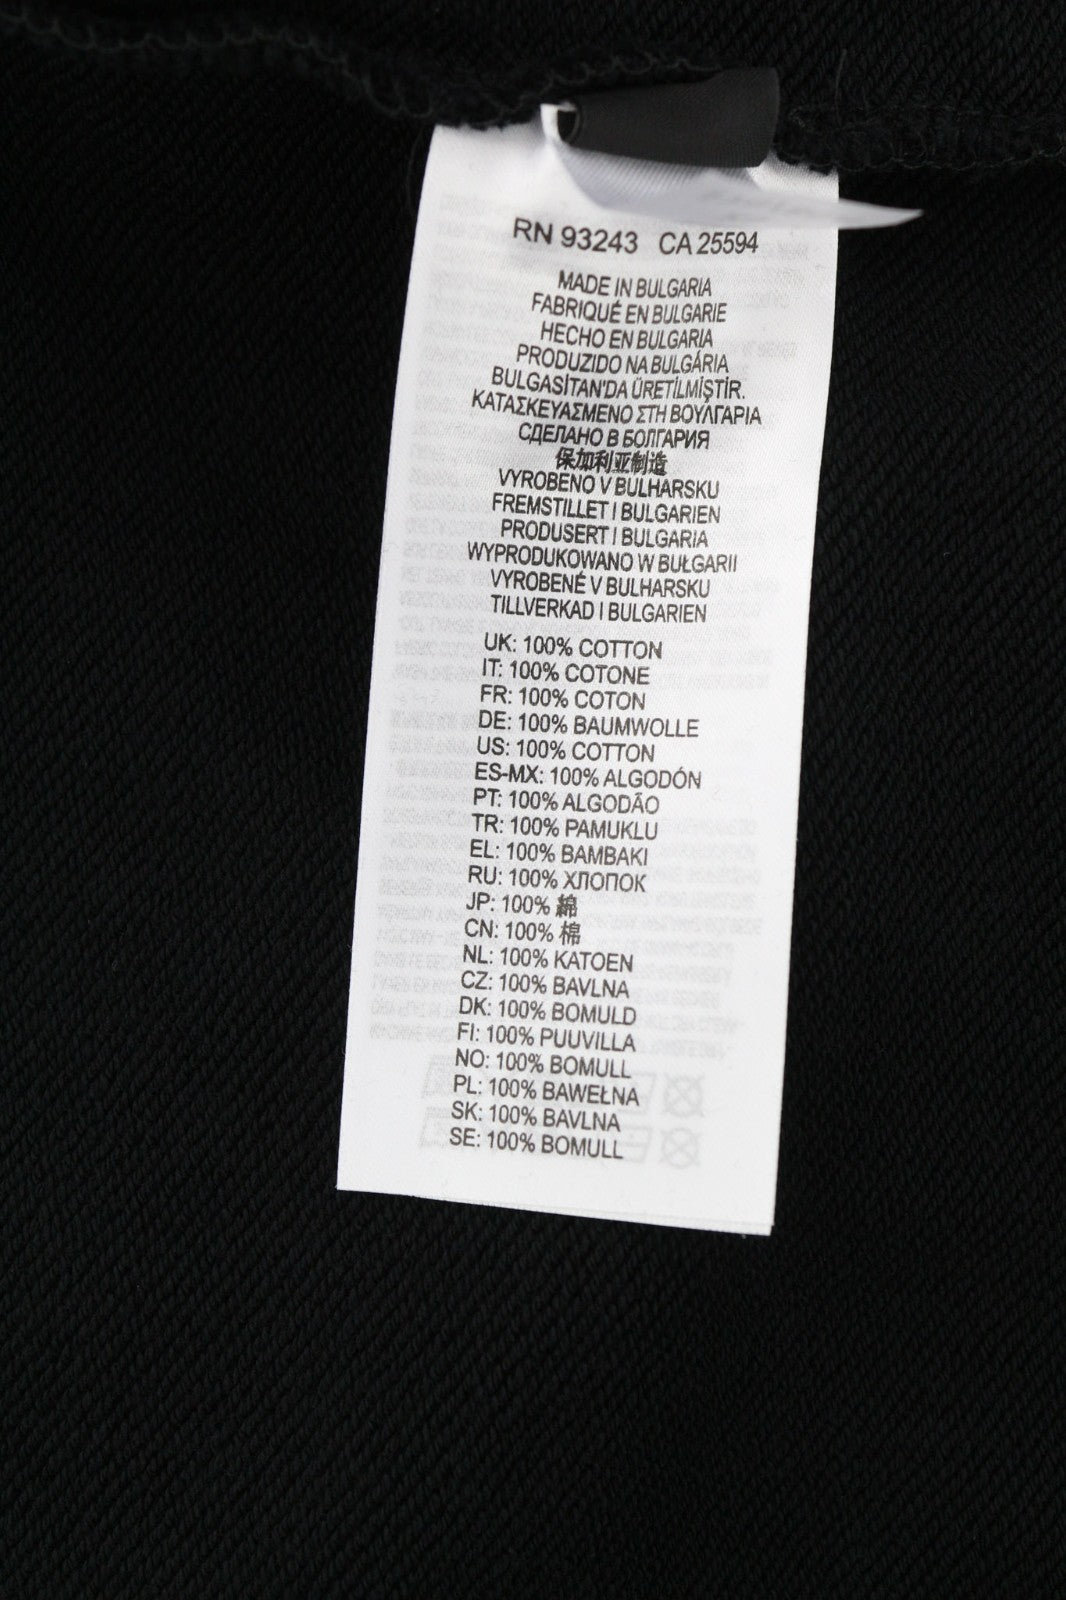 RN 93243 CA 25594
MADE IN BULGARIA
FABRIQUÉ EN BULGARIE
HECHO EN BULGARIA
PRODUZIDO NA BULGÁRIA
BULGASİTAN'DA ÜRETİLMİŞTİR.
ΚΑΤΑΣΚΕΥΑΣΜΕΝΟ ΣΤΗ ΒΟΥΛΓΑΡΙΑ
СДЕЛАНО В БОЛГАРИЯ
保加利亚制造
VYROBENO V BULHARSKU
FREMSTILLET I BULGARIEN
PRODUSERT I BULGARIA
WYPRODUKOWANO W BUŁGARII
VYROBENÉ V BULHARSKU
TILLVERKAD I BULGARIEN
UK: 100% COTTON
IT: 100% COTONE
FR: 100% COTON
DE: 100% BAUMWOLLE
US: 100% COTTON
ES-MX: 100% ALGODÓN
PT: 100% ALGODÃO
TR: 100% PAMUKLU
EL: 100% ΒΑΜΒΑΚΙ
RU: 100% ХЛОПОК
JP: 100% 綿
CN: 100% 棉
NL: 100% KATOEN
CZ: 100% BAVLNA
DK: 100% BOMULD
FI: 100% PUUVILLA
NO: 100% BOMULL
PL: 100% BAWEŁNA
SK: 100% BAVLNA
SE: 100% BOMULL